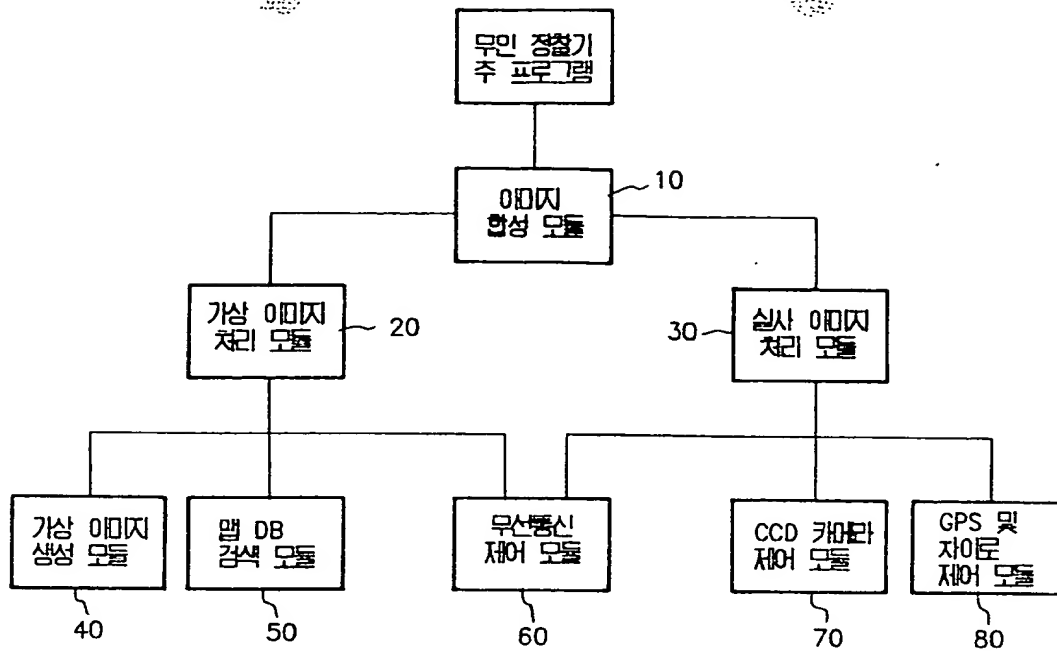 무인 정찰기
주 프로그램
이미지
합성 모듈
10
가상 이미지
처리 모듈
20
실사 이미지
처리 모듈
30
가상 이미지
생성 모듈
40
맵 DB
검색 모듈
50
무선통신
제어 모듈
60
CCD 카메라
제어 모듈
70
GPS 및
자이로
제어 모듈
80